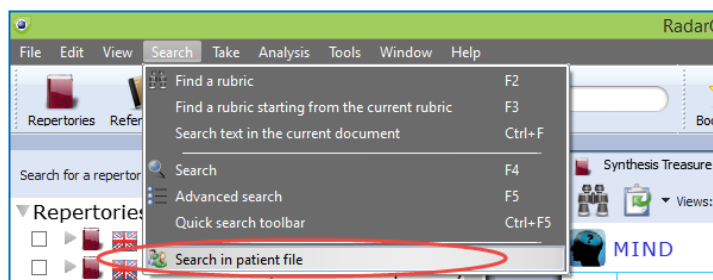 RadarO
File Edit View Search Take Analysis Tools Window Help
Find a rubric F2
Find a rubric starting from the current rubric F3
Repertories Refer Boo
Search text in the current document Ctrl+F
Search for a repertor Search F4
Synthesis Treasure
Advanced search F5
Views:
Repertories
Quick search toolbar Ctrl+F5
MIND
Search in patient file